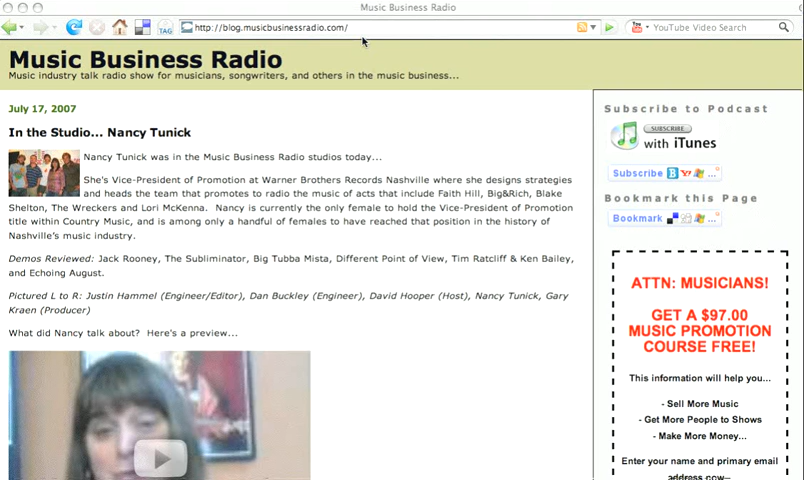 Music Business Radio
TAG
http://blog.musicbusinessradio.com/
YouTube Video Search
Music Business Radio
Music industry talk radio show for musicians, songwriters, and others in the music business...
July 17, 2007
In the Studio... Nancy Tunick
Nancy Tunick was in the Music Business Radio studios today...
She's Vice-President of Promotion at Warner Brothers Records Nashville where she designs strategies
and heads the team that promotes to radio the music of acts that include Faith Hill, Big&Rich, Blake
Shelton, The Wreckers and Lori McKenna.  Nancy is currently the only female to hold the Vice-President of Promotion
title within Country Music, and is among only a handful of females to have reached that position in the history of
Nashville's music industry.
Demos Reviewed: Jack Rooney, The Subliminator, Big Tubba Mista, Different Point of View, Tim Ratcliff & Ken Bailey,
and Echoing August.
Pictured L to R: Justin Hammel (Engineer/Editor), Dan Buckley (Engineer), David Hooper (Host), Nancy Tunick, Gary
Kraen (Producer)
What did Nancy talk about?  Here's a preview...
Subscribe to Podcast
SUBSCRIBE
with iTunes
Subscribe
Bookmark this Page
Bookmark
ATTN: MUSICIANS!
GET A $97.00
MUSIC PROMOTION
COURSE FREE!
This information will help you...
- Sell More Music
- Get More People to Shows
- Make More Money...
Enter your name and primary email
address now--